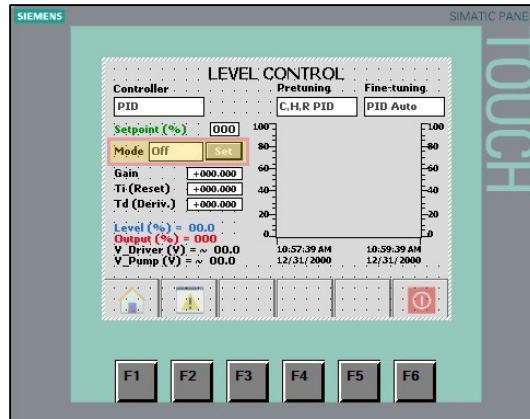 SIEMENS
SIMATIC PANE
TOUCH
LEVEL CONTROL
Controller Pretuning Fine-tuning
PID C,H,R PID PID Auto
Setpoint (%) 000
Mode Off Set
Gain +000.000
Ti (Reset) +000.000
Td (Deriv.) +000.000
Level (%) = 00.0
Output (%) = 000
V_Driver (V) = ~ 00.0
V_Pump (V) = ~ 00.0
100 100
80 80
60 60
40 40
20 20
0 0
10:57:39 AM 10:59:39 AM
12/31/2000 12/31/2000
F1 F2 F3 F4 F5 F6